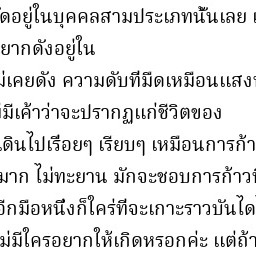 ดอยู่ในบุคคลสามประเภทนั้นเลย
ยากดังอยู่ใน
ม่เคยดัง ความดับที่มืดเหมือนแสง
มีเค้าว่าจะปรากฏแก่ชีวิตของ
เดินไปเรื่อยๆ เรียบๆ เหมือนการก้า
มาก ไม่ทะยาน มักจะชอบการก้าว
อีกมือหนึ่งก็ใคร่ที่จะเกาะราวบันได
ม่มีใครอยากให้เกิดหรอกค่ะ แต่ถ้า